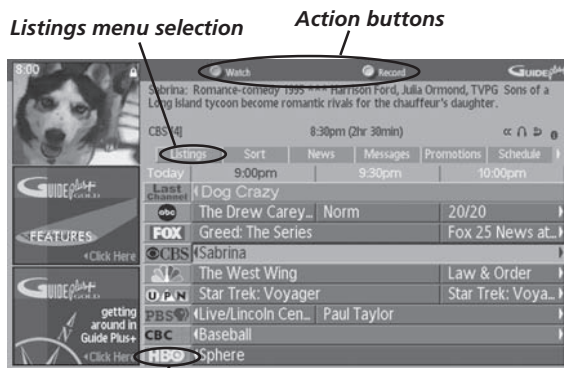 Listings menu selection
Action buttons
8:00
Watch
Record
GUIDE plus+
Sabrina: Romance-comedy 1995 *** Harrison Ford, Julia Ormond, TVPG Sons of a
Long Island tycoon become romantic rivals for the chauffeur's daughter.
CBS[4]
8:30pm (2hr 30min)
Listings
Sort
News
Messages
Promotions
Schedule
Today
9:00pm
9:30pm
10:00pm
Last
Channel
Dog Crazy
abc
The Drew Carey...
Norm
20/20
FOX
Greed: The Series
Fox 25 News at...
CBS
Sabrina
The West Wing
Law & Order
UPN
Star Trek: Voyager
Star Trek: Voya...
PBS
Live/Lincoln Cen...
Paul Taylor
CBC
Baseball
HBO
Sphere
GUIDE plus+
GOLD
FEATURES
Click Here
GUIDE plus+
GOLD
getting
around in
Guide Plus+
Click Here